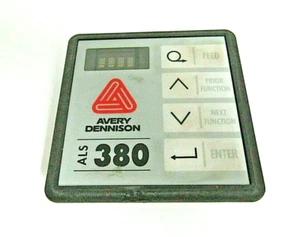 FEED
PRIOR
FUNCTION
AVERY
DENNISON
NEXT
FUNCTION
ALS 380
ENTER